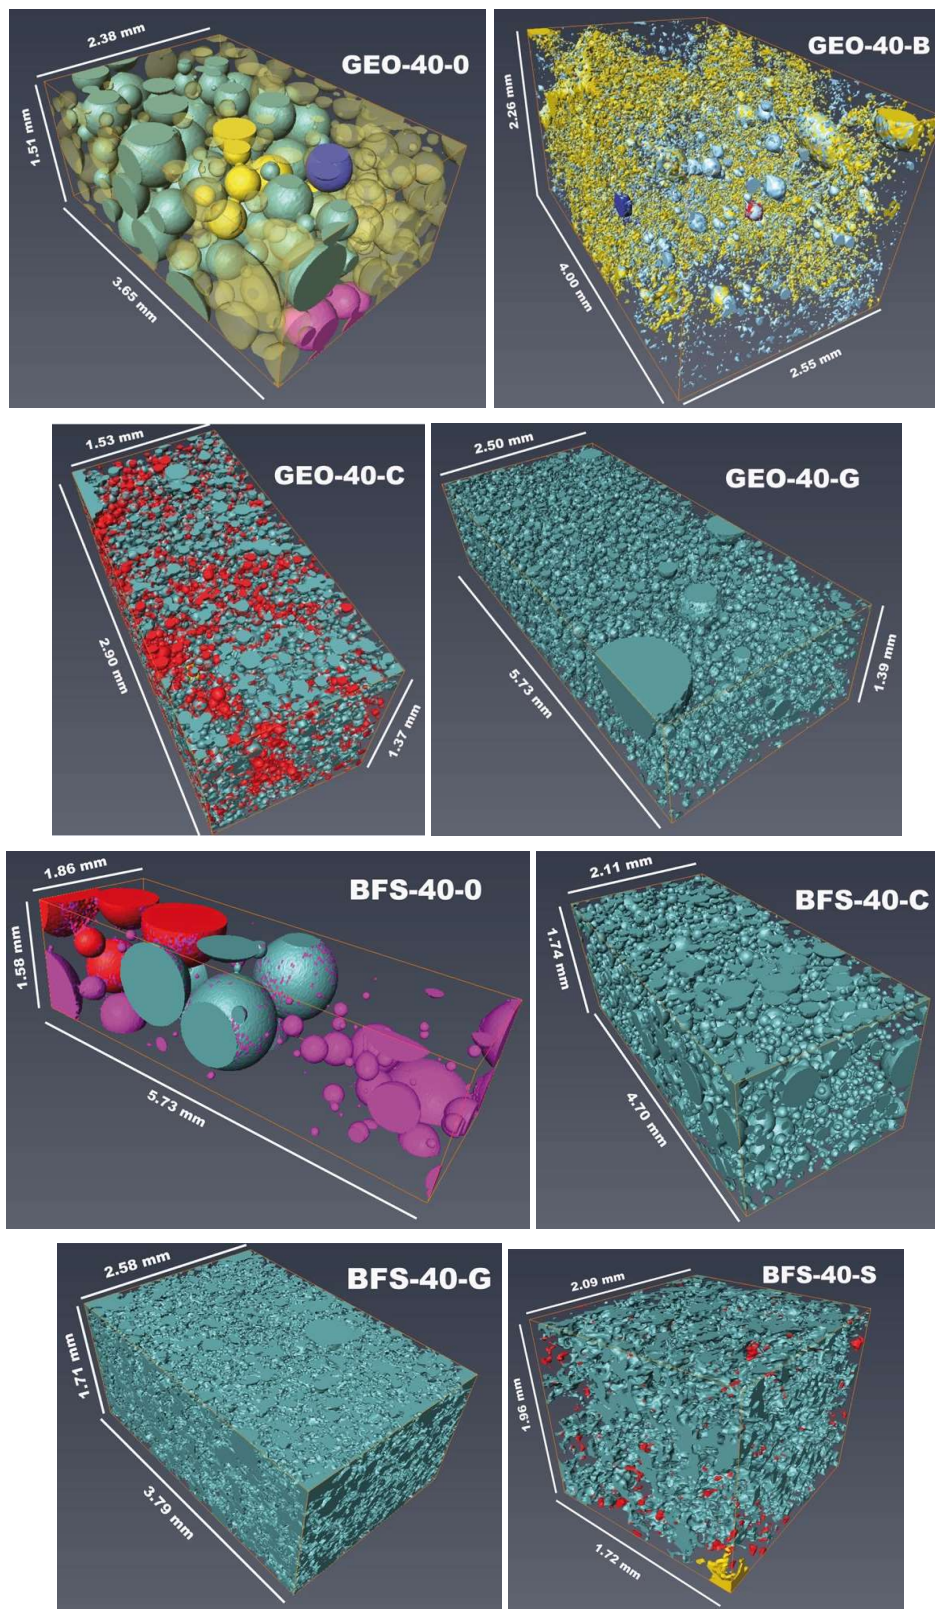 2.38 mm
GEO-40-0
1.51 mm
3.65 mm
GEO-40-B
2.26 mm
4.00 mm
2.55 mm
1.53 mm
GEO-40-C
2.90 mm
1.37 mm
2.50 mm
GEO-40-G
5.73 mm
1.39 mm
1.86 mm
BFS-40-0
1.58 mm
5.73 mm
2.11 mm
BFS-40-C
1.74 mm
4.70 mm
2.58 mm
BFS-40-G
1.71 mm
3.79 mm
2.09 mm
BFS-40-S
1.96 mm
1.72 mm